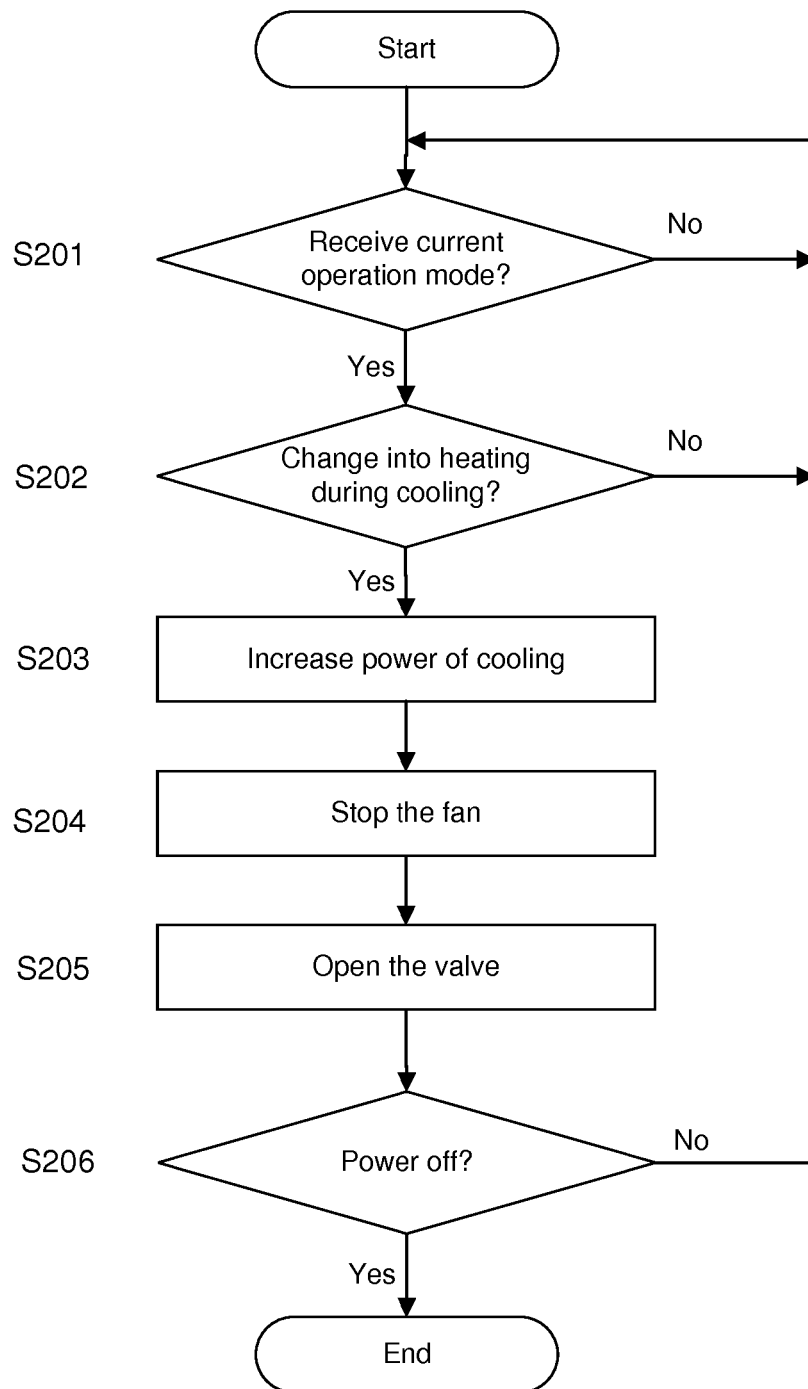 Start
S201
Receive current
operation mode?
No
Yes
S202
Change into heating
during cooling?
No
Yes
S203
Increase power of cooling
S204
Stop the fan
S205
Open the valve
S206
Power off?
No
Yes
End